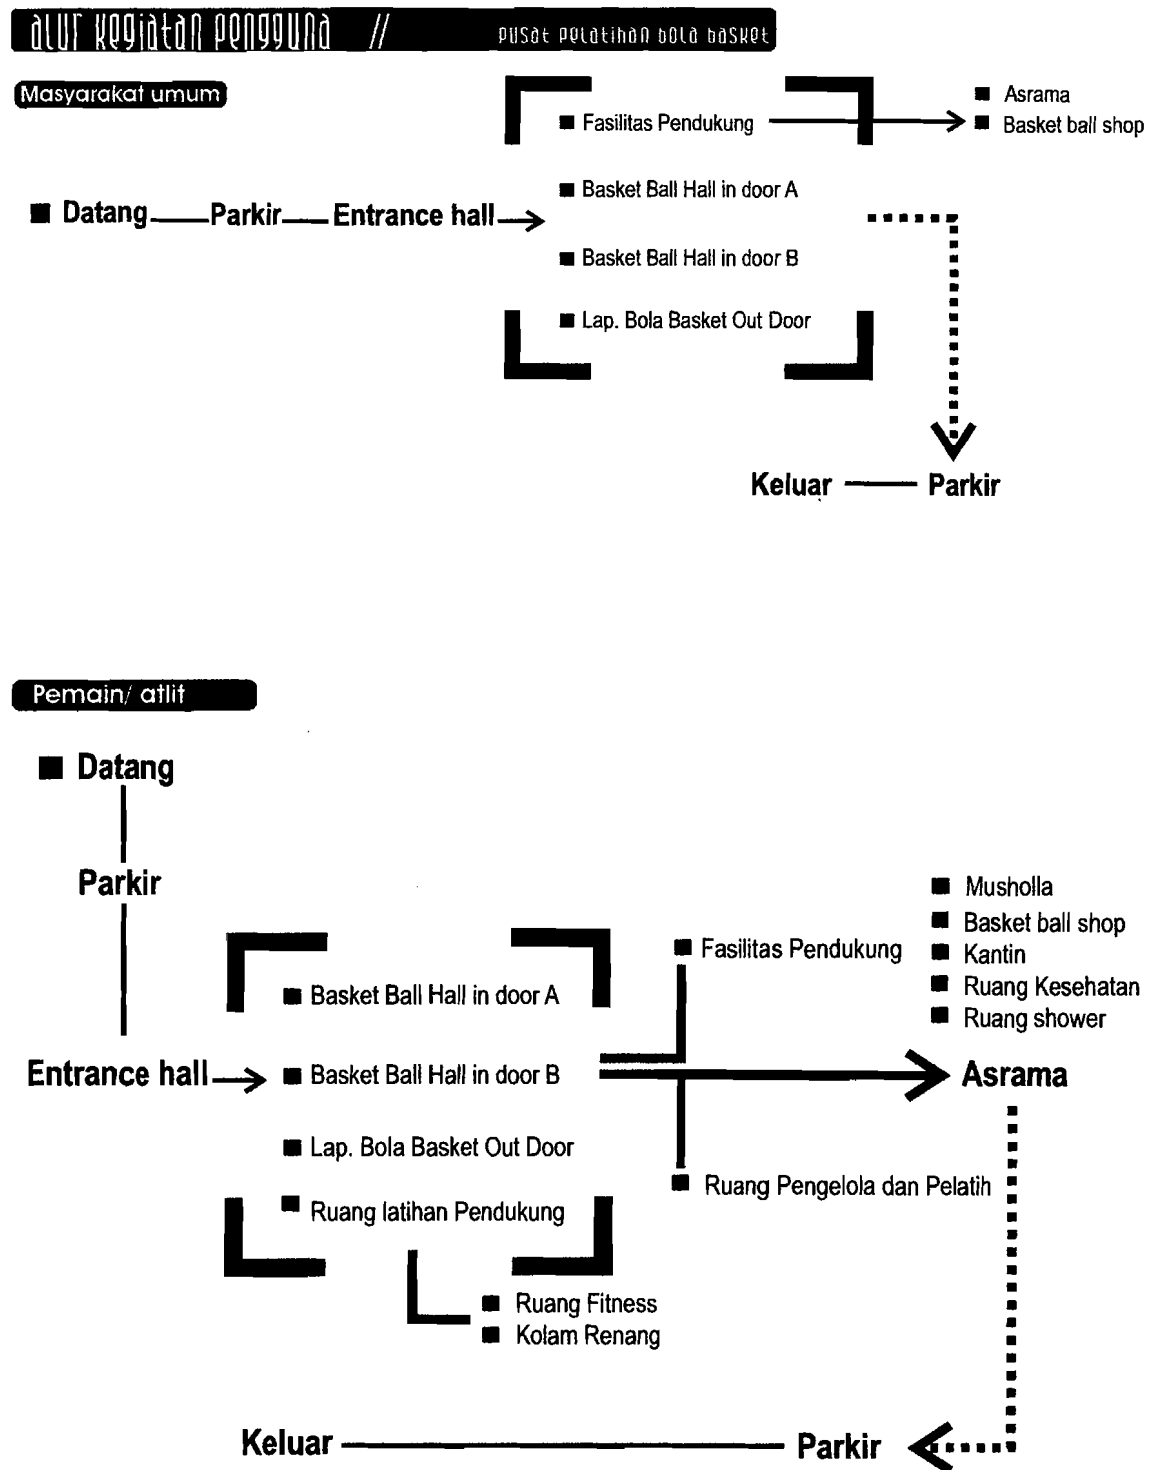 alur kegiatan pengguna // pusat pelatihan bola basket
Masyarakat umum
Asrama
Fasilitas Pendukung
Basket ball shop
Basket Ball Hall in door A
Datang Parkir Entrance hall
Basket Ball Hall in door B
Lap. Bola Basket Out Door
Keluar Parkir
Pemain/ atlit
Datang
Parkir
Musholla
Basket ball shop
Fasilitas Pendukung
Kantin
Ruang Kesehatan
Basket Ball Hall in door A
Ruang shower
Entrance hall
Basket Ball Hall in door B
Asrama
Lap. Bola Basket Out Door
Ruang Pengelola dan Pelatih
Ruang latihan Pendukung
Ruang Fitness
Kolam Renang
Keluar Parkir